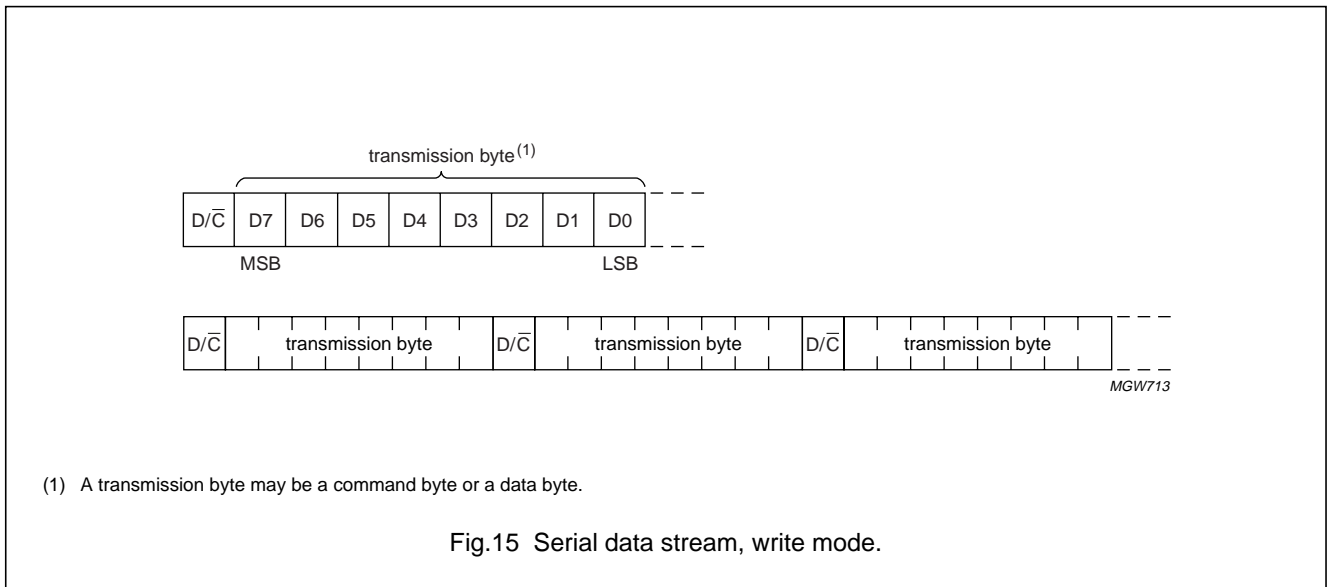 transmission byte(1)
D/C̅ D7 D6 D5 D4 D3 D2 D1 D0
MSB LSB
D/C̅ transmission byte D/C̅ transmission byte D/C̅ transmission byte
MGW713
(1) A transmission byte may be a command byte or a data byte.
Fig.15 Serial data stream, write mode.